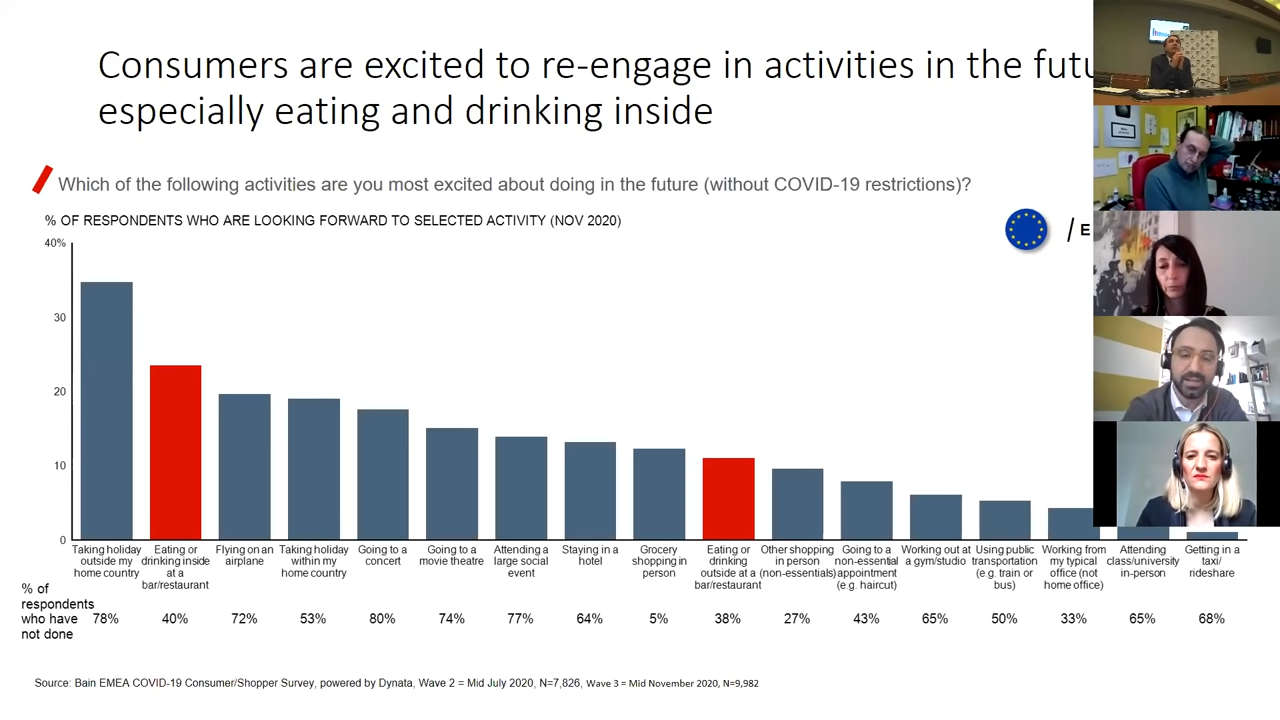 Consumers are excited to re-engage in activities in the futu
especially eating and drinking inside
Which of the following activities are you most excited about doing in the future (without COVID-19 restrictions)?
% OF RESPONDENTS WHO ARE LOOKING FORWARD TO SELECTED ACTIVITY (NOV 2020)
/ E
40%
30
20
10
0
Taking holiday
outside my
home country
Eating or
drinking inside
at a
bar/restaurant
Flying on an
airplane
Taking holiday
within my
home country
Going to a
concert
Going to a
movie theatre
Attending a
large social
event
Staying in a
hotel
Grocery
shopping in
person
Eating or
drinking
outside at a
bar/restaurant
Other shopping
in person
(non-essentials)
Going to a
non-essential
appointment
(e.g. haircut)
Working out at
a gym/studio
Using public
transportation
(e.g. train or
bus)
Working from
my typical
office (not
home office)
Attending
class/university
in-person
Getting in a
taxi/
rideshare
% of
respondents
who have
not done
78% 40% 72% 53% 80% 74% 77% 64% 5% 38% 27% 43% 65% 50% 33% 65% 68%
Source: Bain EMEA COVID-19 Consumer/Shopper Survey, powered by Dynata, Wave 2 = Mid July 2020, N=7,826, Wave 3 = Mid November 2020, N=9,982